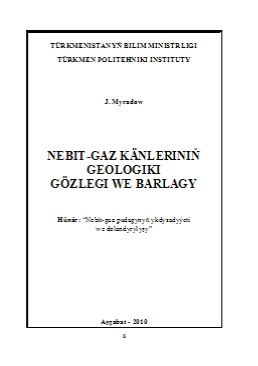 TÜRKMENISTANYŇ BILIM MINISTRLIGI
TÜRKMEN POLITEHNIKI INSTITUTY
J. Myradow
NEBIT-GAZ KÄNLERINIŇ
GEOLOGIKI
GÖZLEGI WE BARLAGY
Hünär: "Nebit-gaz pudagynyň ykdysadyýeti
we dolandyrylyşy"
Aşgabat - 2010